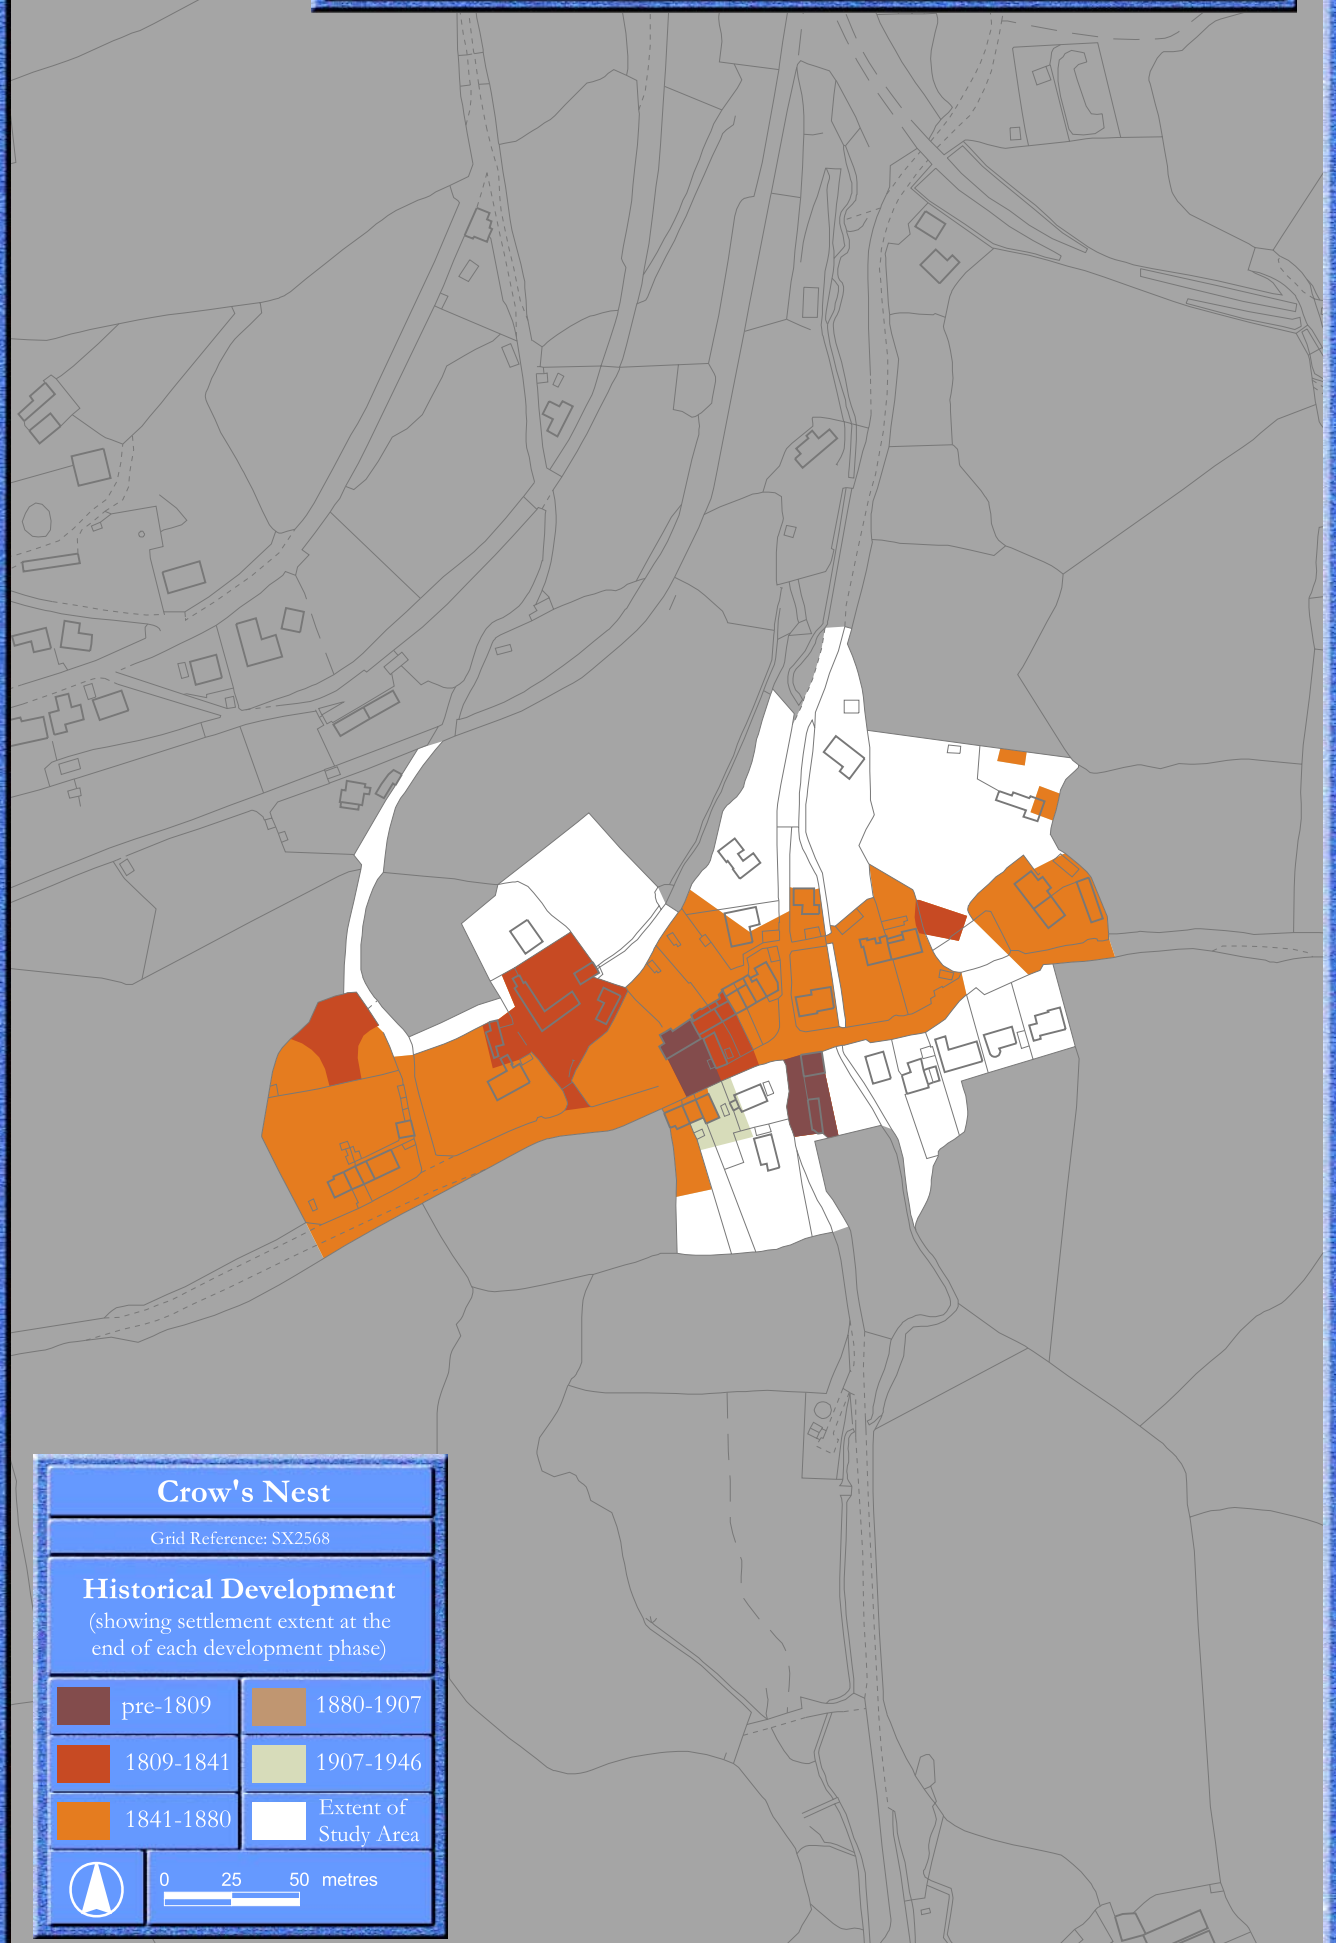 Crow's Nest
Grid Reference: SX2568
Historical Development
(showing settlement extent at the
end of each development phase)
pre-1809
1880-1907
1809-1841
1907-1946
1841-1880
Extent of
Study Area
0 25 50 metres